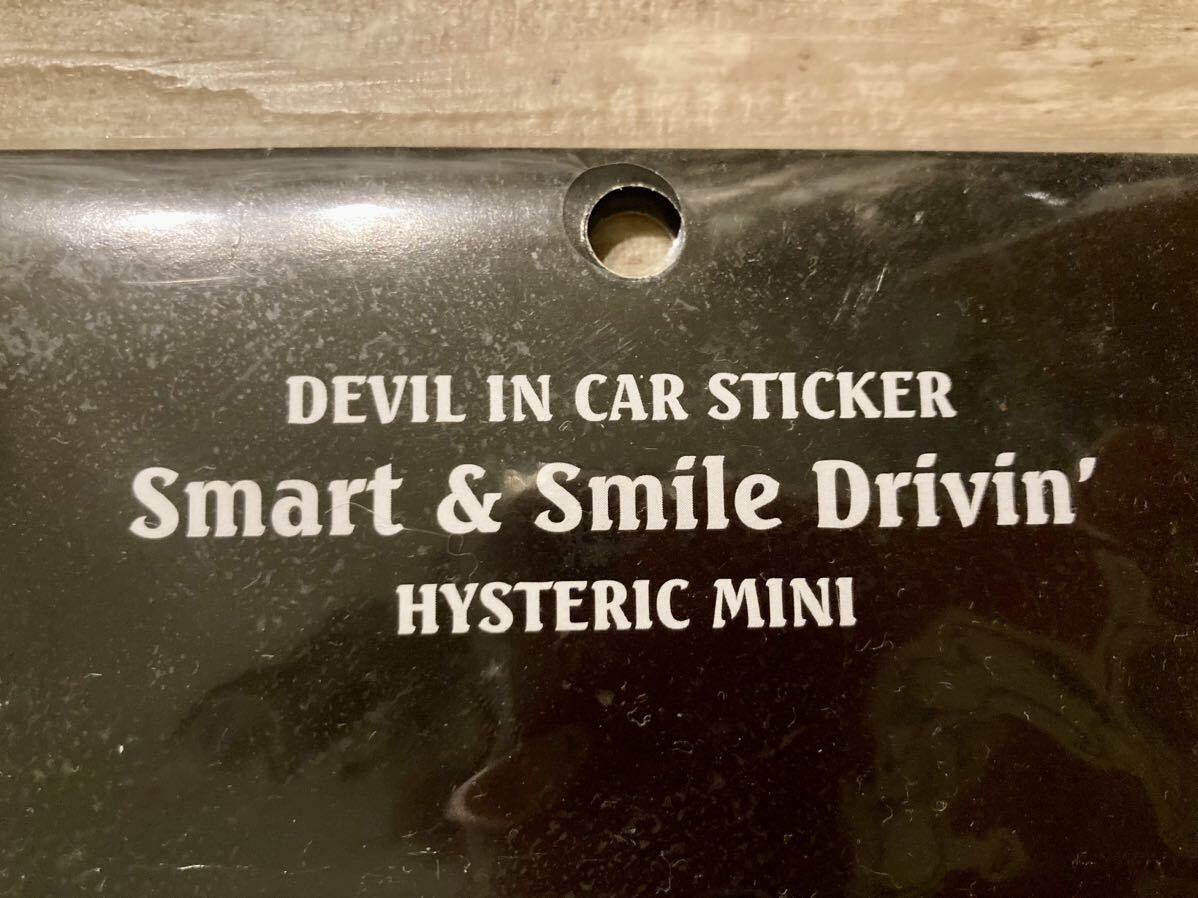 DEVIL IN CAR STICKER
Smart & Smile Drivin'
HYSTERIC MINI